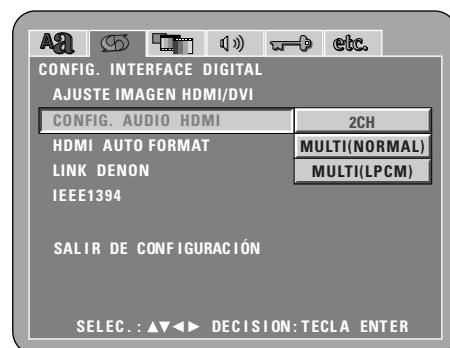 Aa etc.
CONFIG. INTERFACE DIGITAL
AJUSTE IMAGEN HDMI/DVI
CONFIG. AUDIO HDMI 2CH
HDMI AUTO FORMAT MULTI(NORMAL)
LINK DENON MULTI(LPCM)
IEEE1394
SALIR DE CONFIGURACIÓN
SELEC.:▲▼◄► DECISION:TECLA ENTER